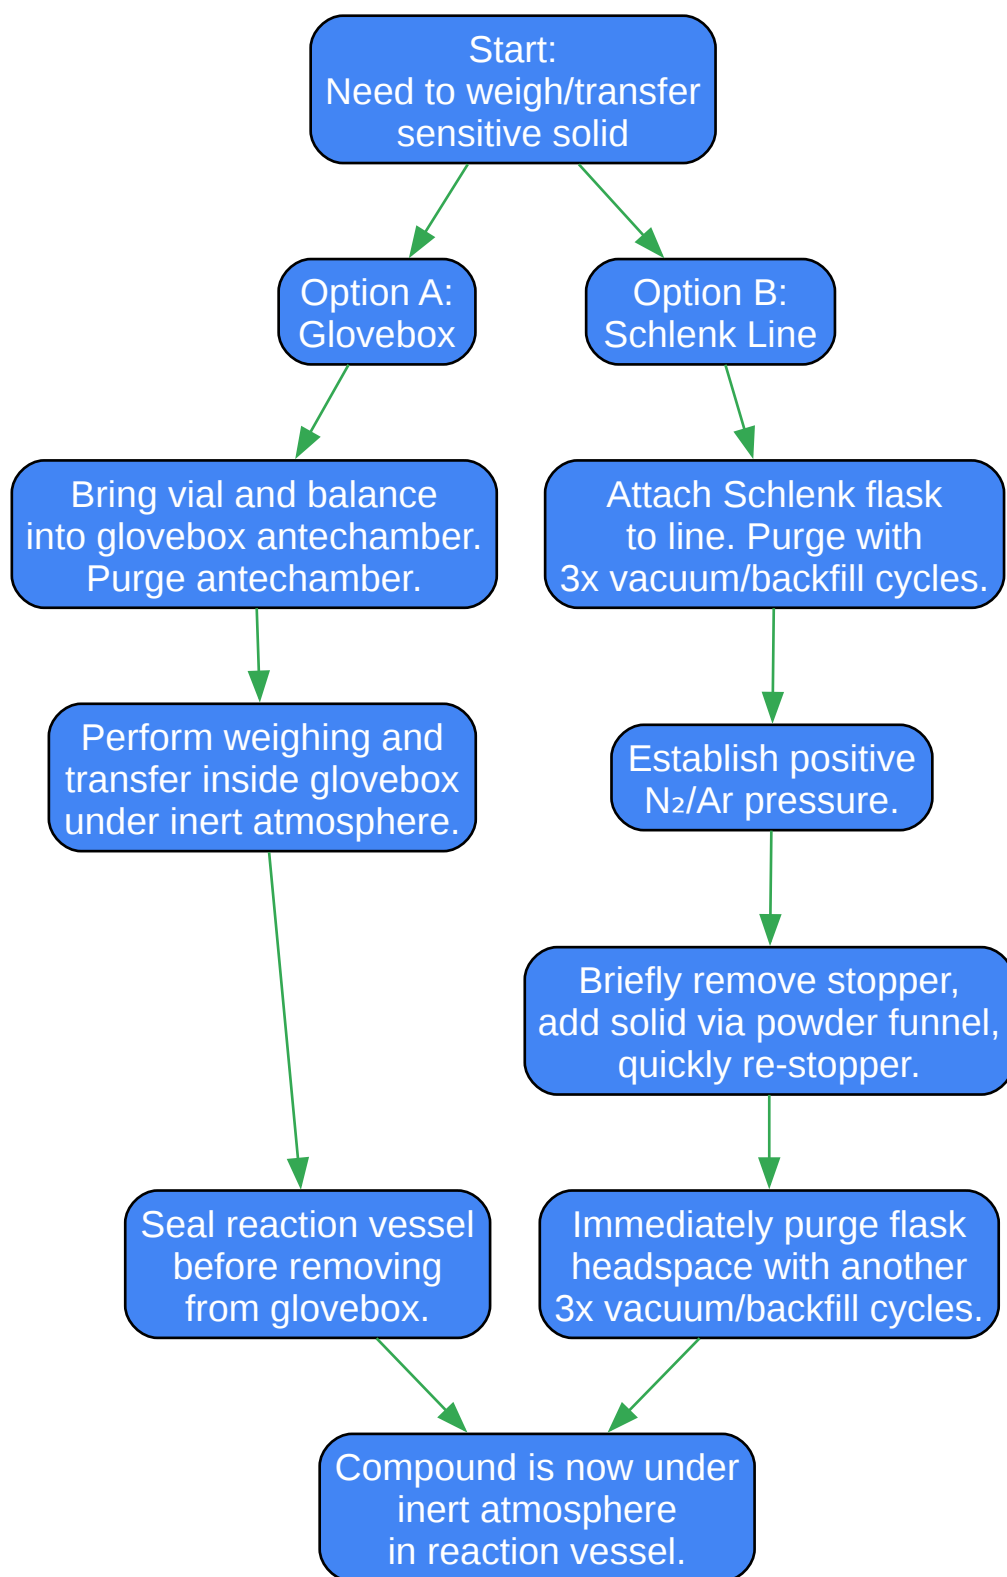 Start:
Need to weigh/transfer
sensitive solid
Option A:
Glovebox
Option B:
Schlenk Line
Bring vial and balance
into glovebox antechamber.
Purge antechamber.
Attach Schlenk flask
to line. Purge with
3x vacuum/backfill cycles.
Perform weighing and
transfer inside glovebox
under inert atmosphere.
Establish positive
N₂/Ar pressure.
Briefly remove stopper,
add solid via powder funnel,
quickly re-stopper.
Seal reaction vessel
before removing
from glovebox.
Immediately purge flask
headspace with another
3x vacuum/backfill cycles.
Compound is now under
inert atmosphere
in reaction vessel.